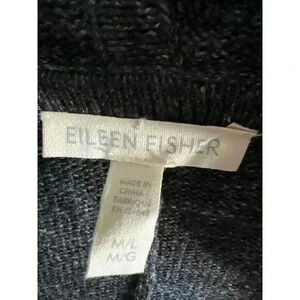 EILEEN FISHER
MADE IN
CHINA
FABRIQUÉ
EN CHINE
M/L
M/G